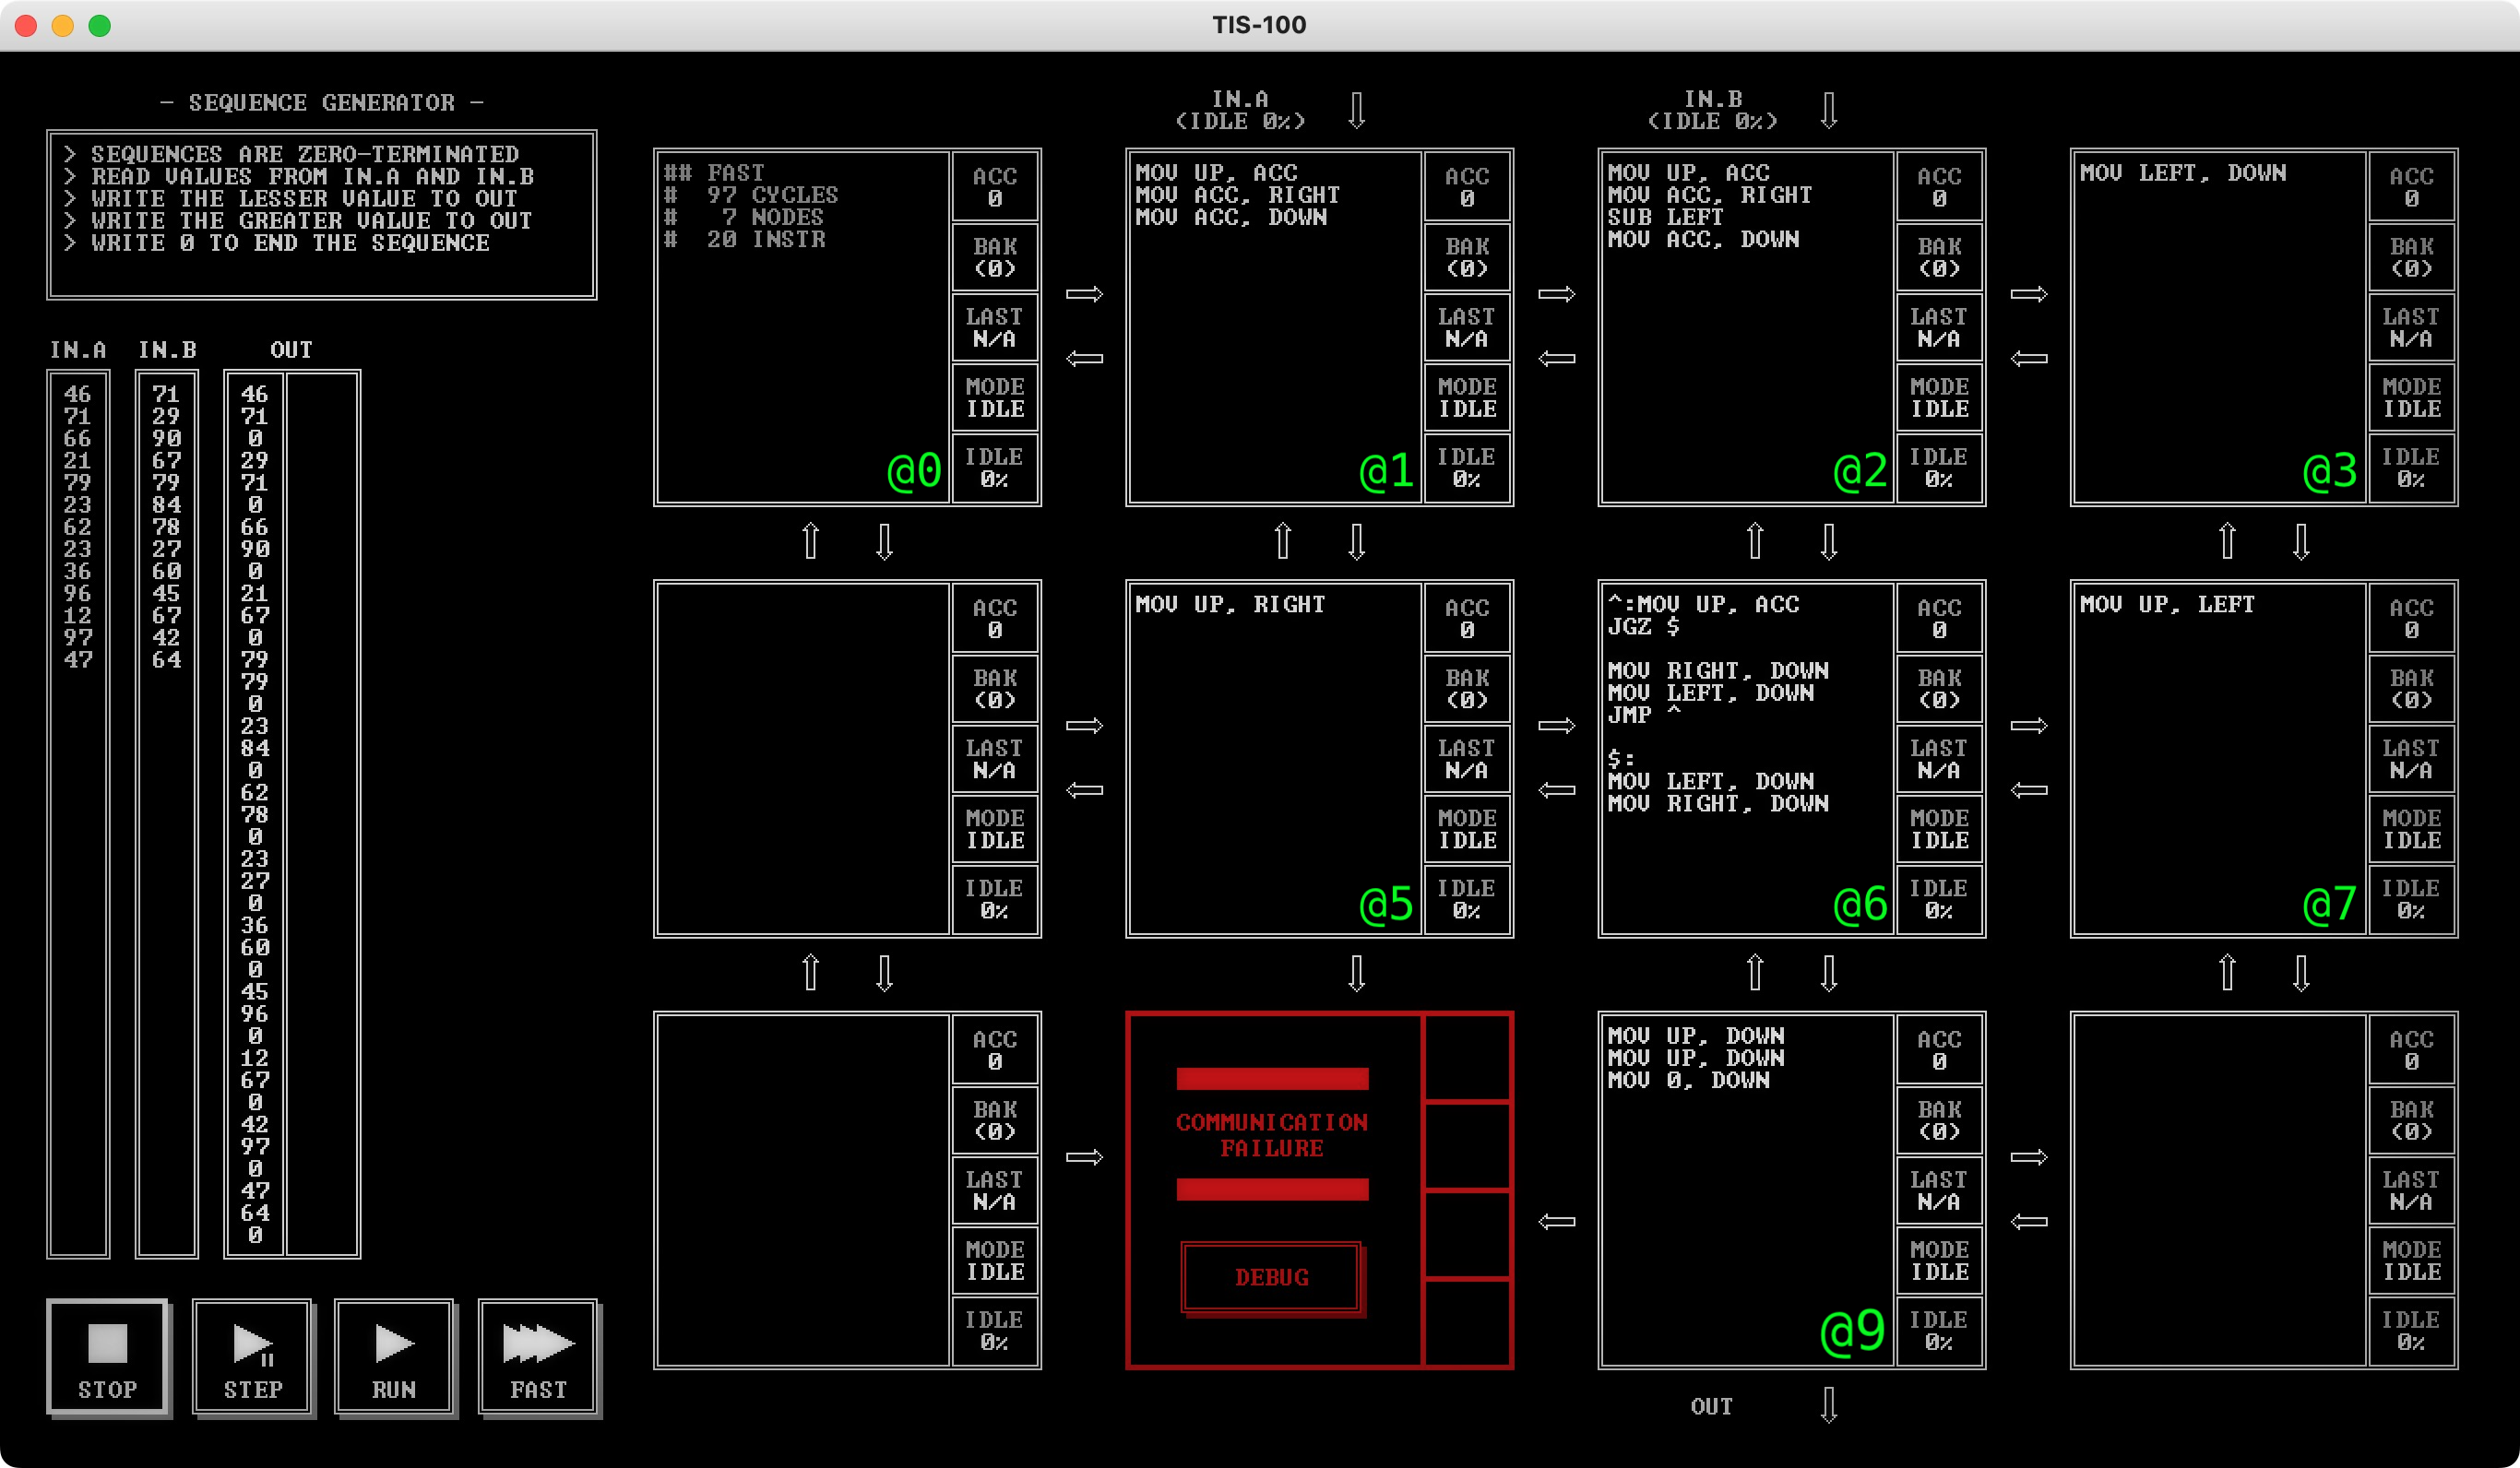 TIS-100
- SEQUENCE GENERATOR -
> SEQUENCES ARE ZERO-TERMINATED
> READ VALUES FROM IN.A AND IN.B
> WRITE THE LESSER VALUE TO OUT
> WRITE THE GREATER VALUE TO OUT
> WRITE 0 TO END THE SEQUENCE
IN.A IN.B OUT
46 71 46
71 29 71
66 90 0
21 67 29
79 79 71
23 84 0
62 78 66
23 27 90
36 60 0
96 45 21
12 67 67
97 42 0
47 64 79
79
0
23
84
0
62
78
0
23
27
0
36
60
0
45
96
0
12
67
0
42
97
0
47
64
0
STOP
STEP
RUN
FAST
IN.A
(IDLE 0%)
IN.B
(IDLE 0%)
## FAST
# 97 CYCLES
# 7 NODES
# 20 INSTR
@0
ACC
0
BAK
(0)
LAST
N/A
MODE
IDLE
IDLE
0%
MOV UP, ACC
MOV ACC, RIGHT
MOV ACC, DOWN
@1
ACC
0
BAK
(0)
LAST
N/A
MODE
IDLE
IDLE
0%
MOV UP, ACC
MOV ACC, RIGHT
SUB LEFT
MOV ACC, DOWN
@2
ACC
0
BAK
(0)
LAST
N/A
MODE
IDLE
IDLE
0%
MOV LEFT, DOWN
@3
ACC
0
BAK
(0)
LAST
N/A
MODE
IDLE
IDLE
0%
ACC
0
BAK
(0)
LAST
N/A
MODE
IDLE
IDLE
0%
MOV UP, RIGHT
@5
ACC
0
BAK
(0)
LAST
N/A
MODE
IDLE
IDLE
0%
^:MOV UP, ACC
JGZ $
MOV RIGHT, DOWN
MOV LEFT, DOWN
JMP ^
$:
MOV LEFT, DOWN
MOV RIGHT, DOWN
@6
ACC
0
BAK
(0)
LAST
N/A
MODE
IDLE
IDLE
0%
MOV UP, LEFT
@7
ACC
0
BAK
(0)
LAST
N/A
MODE
IDLE
IDLE
0%
ACC
0
BAK
(0)
LAST
N/A
MODE
IDLE
IDLE
0%
COMMUNICATION
FAILURE
DEBUG
MOV UP, DOWN
MOV UP, DOWN
MOV 0, DOWN
@9
ACC
0
BAK
(0)
LAST
N/A
MODE
IDLE
IDLE
0%
ACC
0
BAK
(0)
LAST
N/A
MODE
IDLE
IDLE
0%
OUT